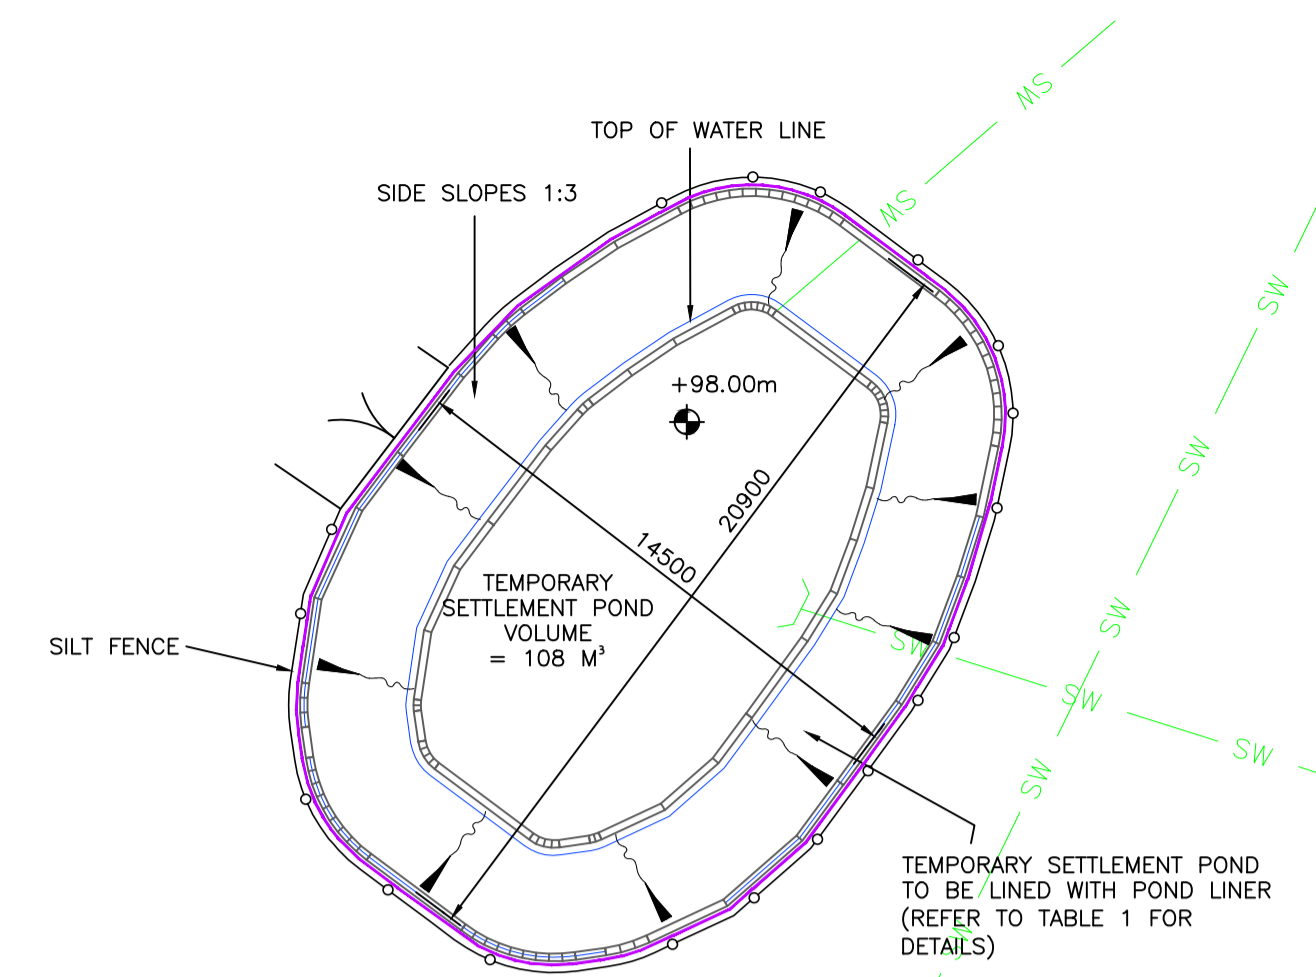 SW
TOP OF WATER LINE
SIDE SLOPES 1:3
SW
SW
+98.00m
SW
20900
14500
TEMPORARY
SETTLEMENT POND
VOLUME
= 108 M³
SW
SILT FENCE
SW
SW
SW
SW
TEMPORARY SETTLEMENT POND
TO BE LINED WITH POND LINER
(REFER TO TABLE 1 FOR
DETAILS)
SW